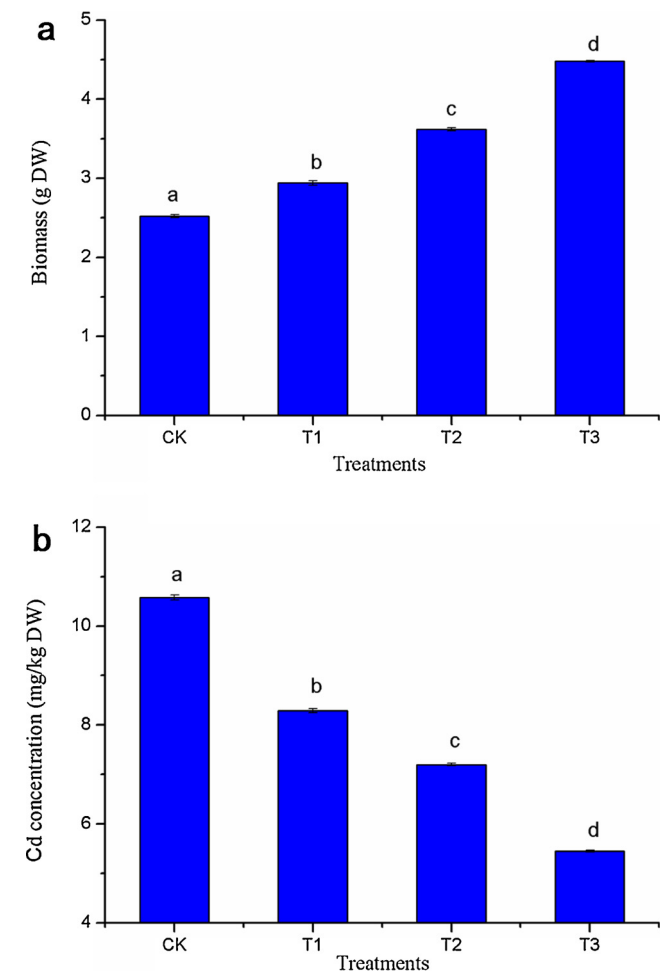 a
5
d
4
c
b
3
a
2
1
0
Biomass (g DW)
CK T1 T2 T3
Treatments
b
12
a
10
b
8
c
6
d
4
Cd concentration (mg/kg DW)
CK T1 T2 T3
Treatments